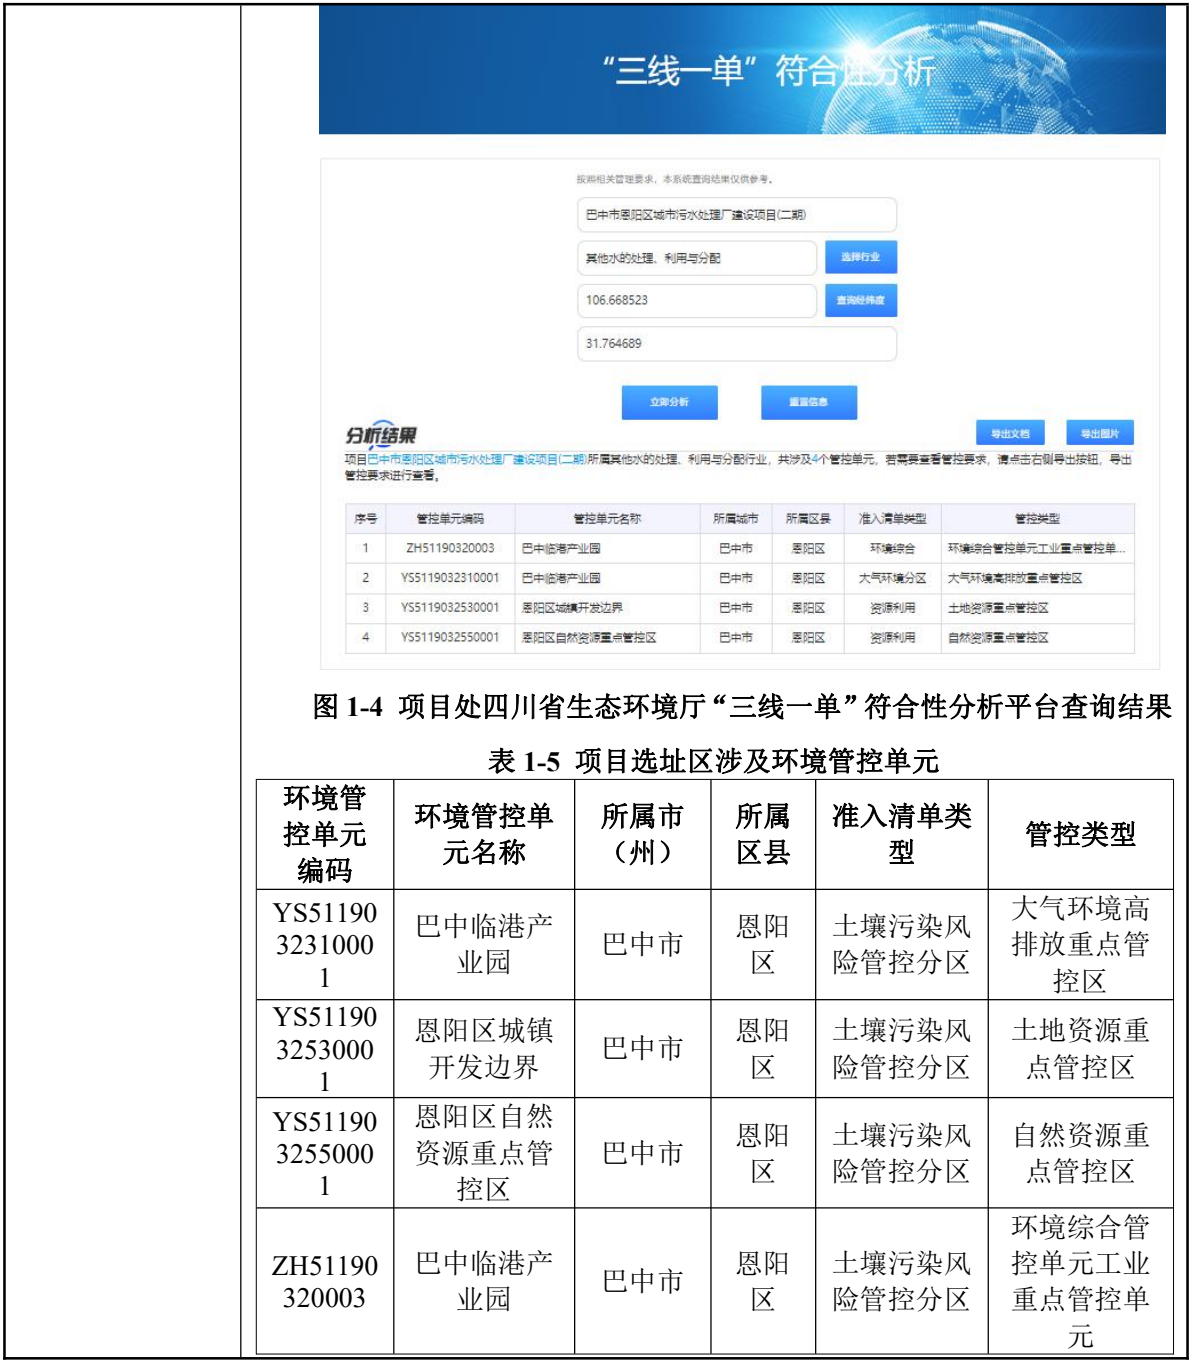 “三线一单”符合性分析
按照相关管理要求，本系统查询结果仅供参考。
巴中市恩阳区城市污水处理厂建设项目(二期)
其他水的处理、利用与分配
选择行业
106.668523
查询经纬度
31.764689
立即分析
重置信息
分析结果
导出文档
导出图片
项目巴中市恩阳区城市污水处理厂建设项目(二期)所属其他水的处理、利用与分配行业，共涉及4个管控单元，若需要查看管控要求，请点击右侧导出按钮，导出
管控要求进行查看。
序号 管控单元编码 管控单元名称 所属城市 所属区县 准入清单类型 管控类型
1 ZH51190320003 巴中临港产业园 巴中市 恩阳区 环境综合 环境综合管控单元工业重点管控单...
2 YS5119032310001 巴中临港产业园 巴中市 恩阳区 大气环境分区 大气环境高排放重点管控区
3 YS5119032530001 恩阳区城镇开发边界 巴中市 恩阳区 资源利用 土地资源重点管控区
4 YS5119032550001 恩阳区自然资源重点管控区 巴中市 恩阳区 资源利用 自然资源重点管控区
图 1-4 项目处四川省生态环境厅“三线一单”符合性分析平台查询结果
表 1-5 项目选址区涉及环境管控单元
环境管
控单元
编码
环境管控单
元名称
所属市
（州）
所属
区县
准入清单类
型
管控类型
YS51190
3231000
1
巴中临港产
业园
巴中市
恩阳
区
土壤污染风
险管控分区
大气环境高
排放重点管
控区
YS51190
3253000
1
恩阳区城镇
开发边界
巴中市
恩阳
区
土壤污染风
险管控分区
土地资源重
点管控区
YS51190
3255000
1
恩阳区自然
资源重点管
控区
巴中市
恩阳
区
土壤污染风
险管控分区
自然资源重
点管控区
ZH51190
320003
巴中临港产
业园
巴中市
恩阳
区
土壤污染风
险管控分区
环境综合管
控单元工业
重点管控单
元